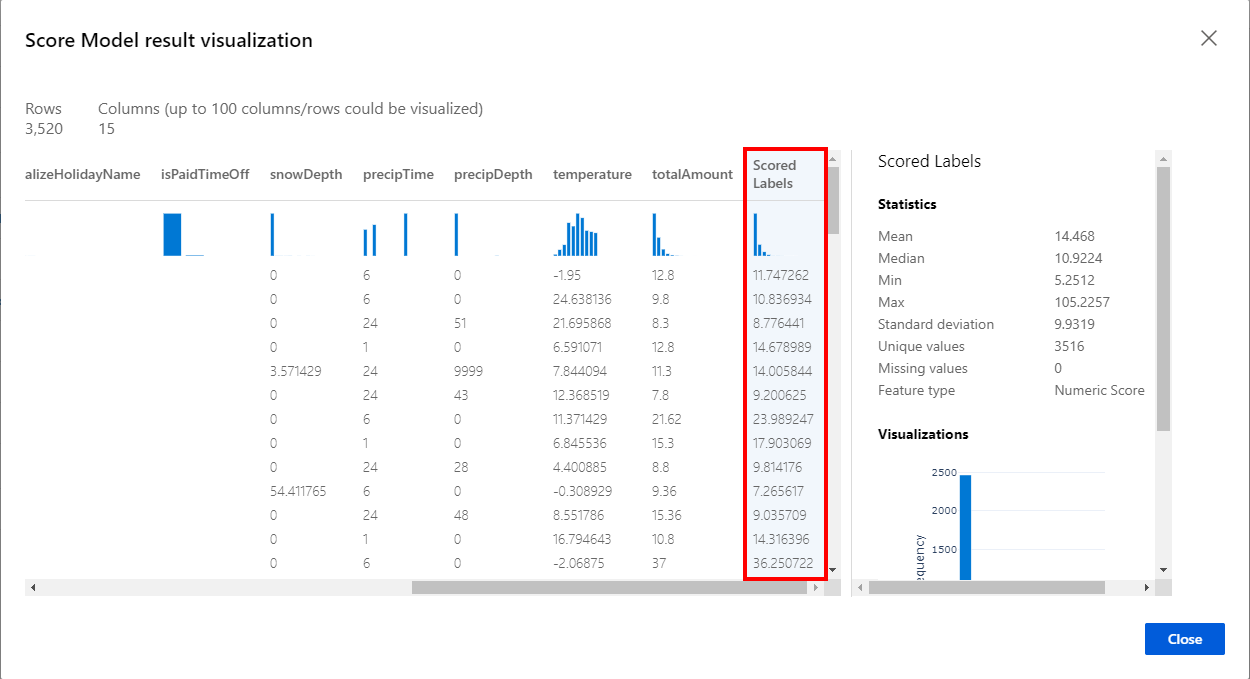 Score Model result visualization
Rows Columns (up to 100 columns/rows could be visualized)
3,520 15
alizeHolidayName isPaidTimeOff snowDepth precipTime precipDepth temperature totalAmount Scored Labels
0 6 0 -1.95 12.8 11.747262
0 6 0 24.638136 9.8 10.836934
0 24 51 21.695868 8.3 8.776441
0 1 0 6.591071 12.8 14.678989
3.571429 24 9999 7.844094 11.3 14.005844
0 24 43 12.368519 7.8 9.200625
0 6 0 11.371429 21.62 23.989247
0 1 0 6.845536 15.3 17.903069
0 24 28 4.400885 8.8 9.814176
54.411765 6 0 -0.308929 9.36 7.265617
0 24 48 8.551786 15.36 9.035709
0 1 0 16.794643 10.8 14.316396
0 6 0 -2.06875 37 36.250722
Scored Labels
Statistics
Mean 14.468
Median 10.9224
Min 5.2512
Max 105.2257
Standard deviation 9.9319
Unique values 3516
Missing values 0
Feature type Numeric Score
Visualizations
2500
2000
1500
equency
Close